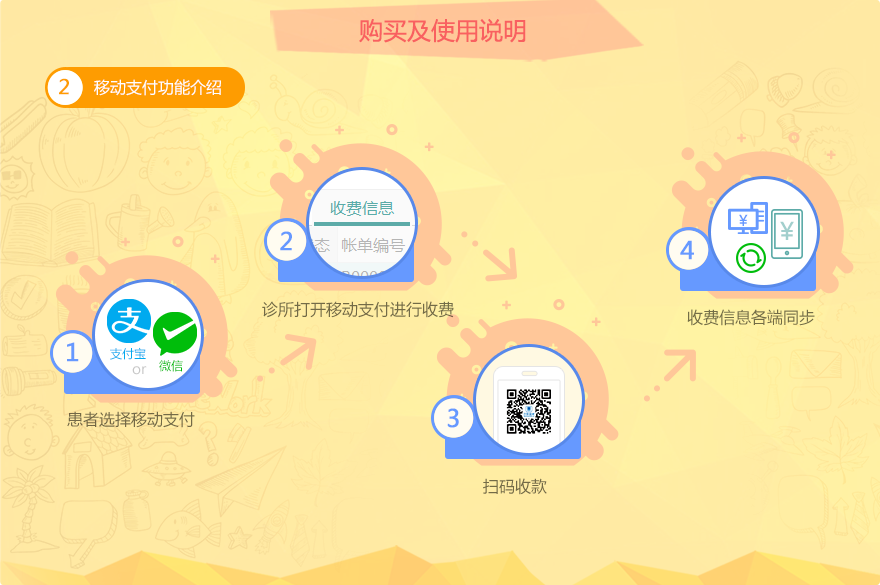 购买及使用说明
2 移动支付功能介绍
支付宝
or
微信
1
患者选择移动支付
收费信息
态 帐单编号
2
诊所打开移动支付进行收费
3
扫码收款
¥
¥
4
收费信息各端同步